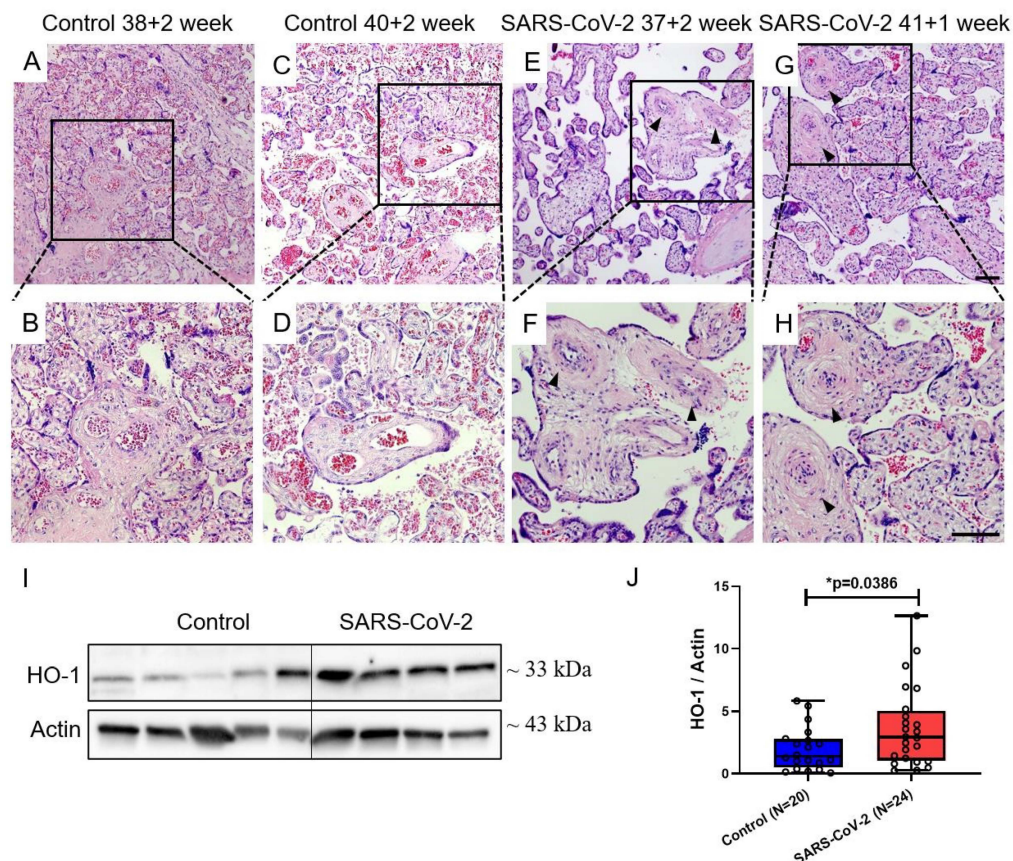 Control 38+2 week
Control 40+2 week
SARS-CoV-2 37+2 week
SARS-CoV-2 41+1 week
A
C
E
G
B
D
F
H
I
Control
SARS-CoV-2
HO-1
~ 33 kDa
Actin
~ 43 kDa
J
*p=0.0386
HO-1 / Actin
15
10
5
0
Control (N=20)
SARS-CoV-2 (N=24)